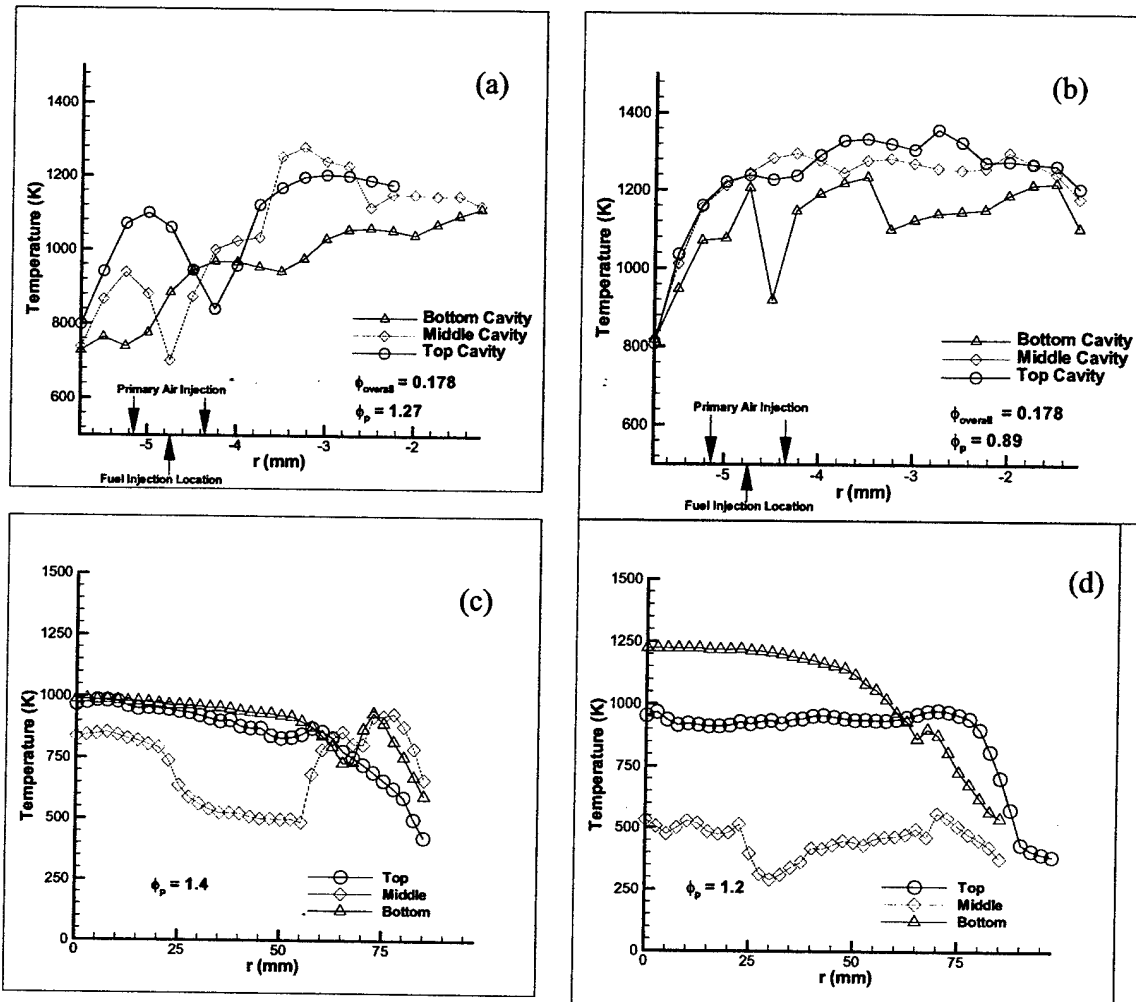 (a)
1400
1200
1000
800
600
Temperature (K)
Bottom Cavity
Middle Cavity
Top Cavity
Primary Air Injection
ϕoverall = 0.178
ϕp = 1.27
-5
-4
-3
-2
r (mm)
Fuel Injection Location
(b)
1400
1200
1000
800
600
Temperature (K)
Bottom Cavity
Middle Cavity
Top Cavity
Primary Air Injection
ϕoverall = 0.178
ϕp = 0.89
-5
-4
-3
-2
r (mm)
Fuel Injection Location
(c)
1500
1250
1000
750
500
250
0
Temperature (K)
ϕp = 1.4
Top
Middle
Bottom
0
25
50
75
r (mm)
(d)
1500
1250
1000
750
500
250
0
Temperature (K)
ϕp = 1.2
Top
Middle
Bottom
0
25
50
75
r (mm)